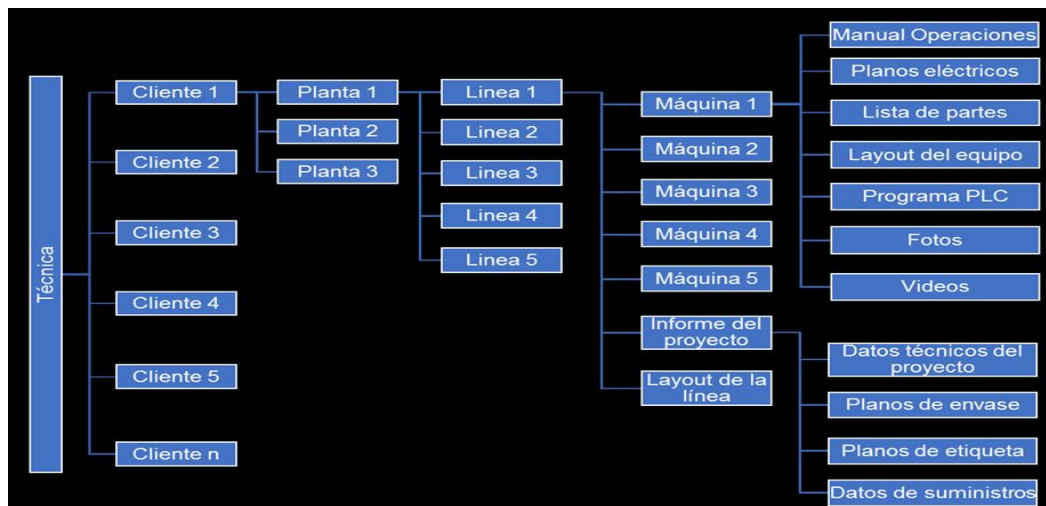 Técnica
Cliente 1
Cliente 2
Cliente 3
Cliente 4
Cliente 5
Cliente n
Planta 1
Planta 2
Planta 3
Linea 1
Linea 2
Linea 3
Linea 4
Linea 5
Máquina 1
Máquina 2
Máquina 3
Máquina 4
Máquina 5
Informe del
proyecto
Layout de la
línea
Manual Operaciones
Planos eléctricos
Lista de partes
Layout del equipo
Programa PLC
Fotos
Videos
Datos técnicos del
proyecto
Planos de envase
Planos de etiqueta
Datos de suministros